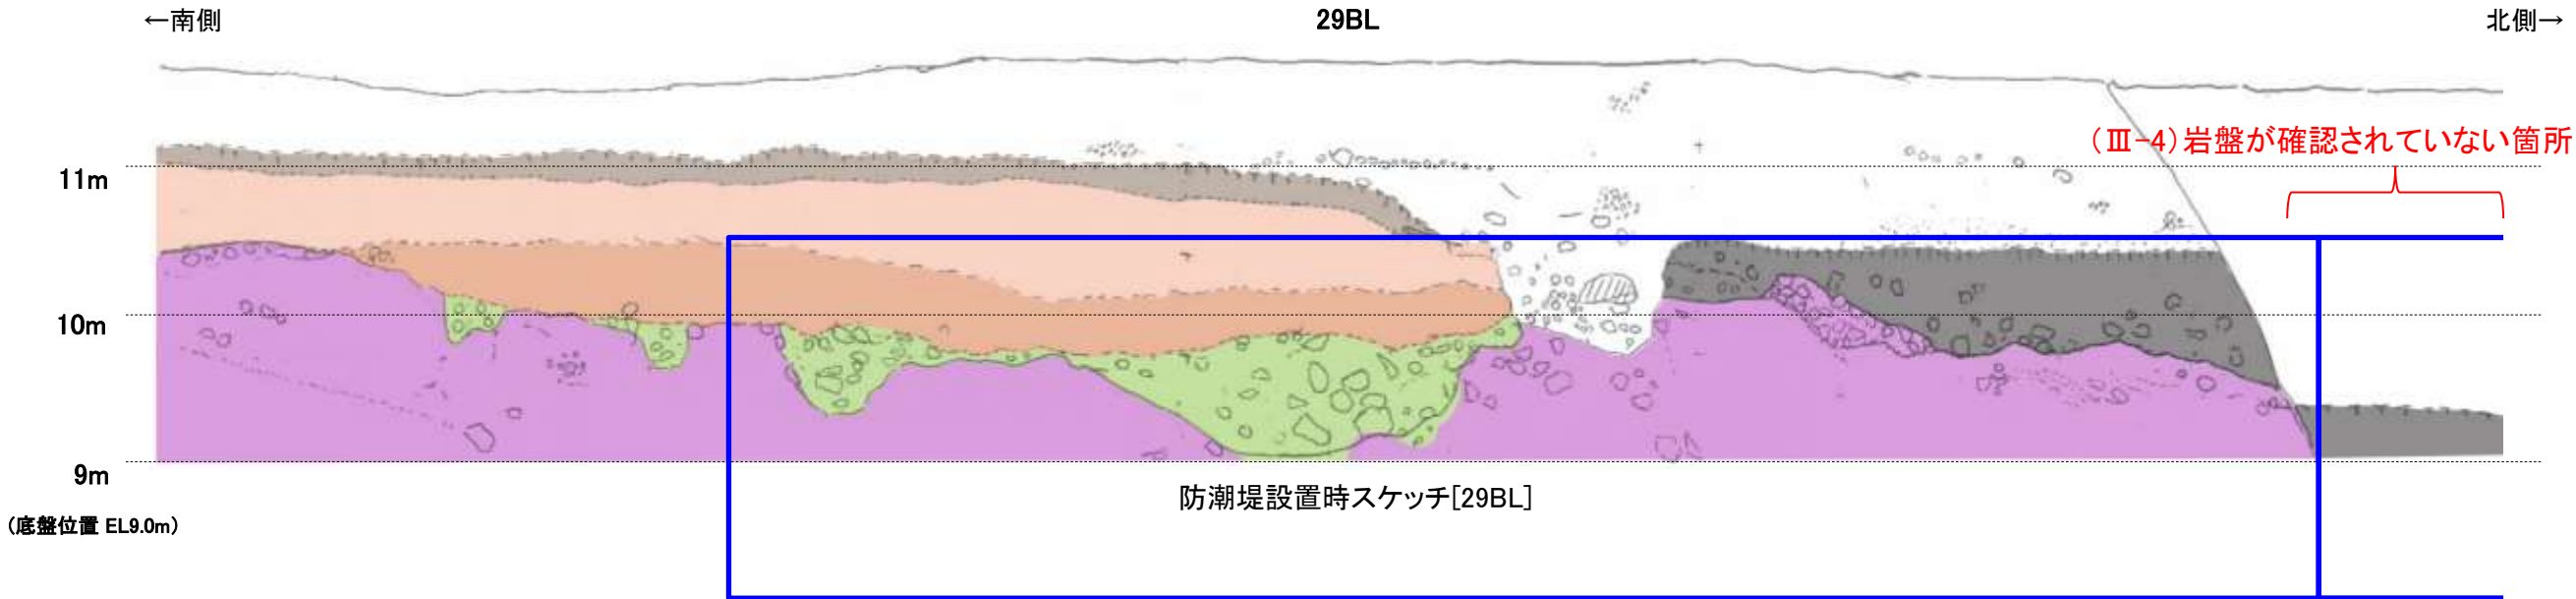 ←南側
29BL
北側→
(Ⅲ-4)岩盤が確認されていない箇所
11m
10m
9m
防潮堤設置時スケッチ[29BL]
(底盤位置 EL9.0m)